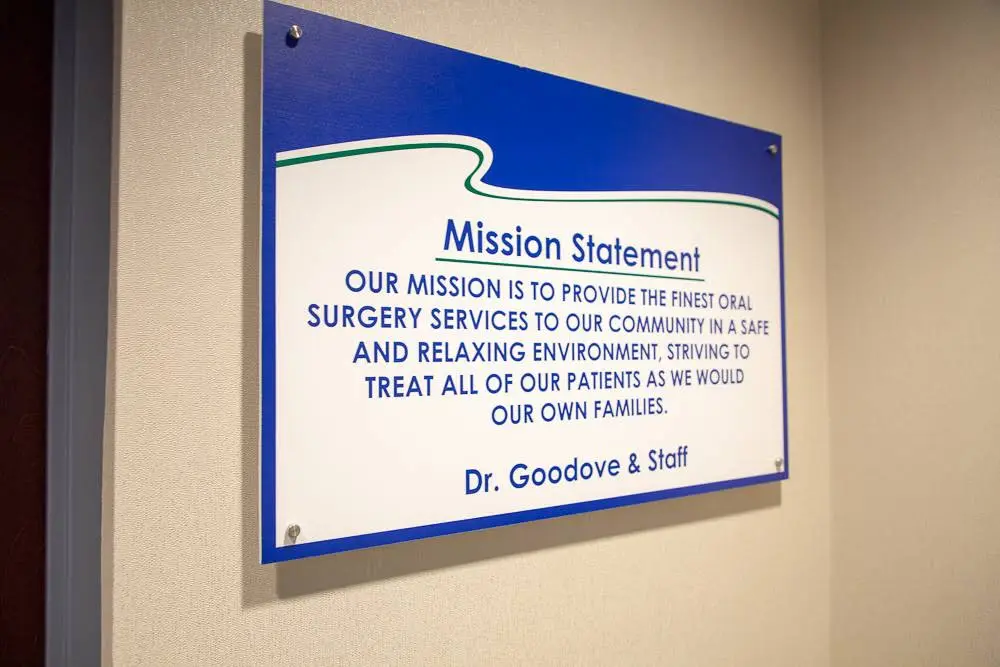 Mission Statement
OUR MISSION IS TO PROVIDE THE FINEST ORAL
SURGERY SERVICES TO OUR COMMUNITY IN A SAFE
AND RELAXING ENVIRONMENT, STRIVING TO
TREAT ALL OF OUR PATIENTS AS WE WOULD
OUR OWN FAMILIES.
Dr. Goodove & Staff